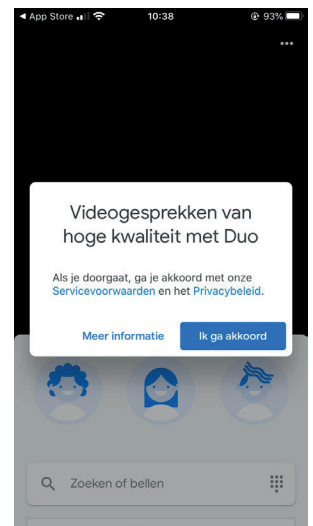 App Store 10:38 93%
Videogesprekken van
hoge kwaliteit met Duo
Als je doorgaat, ga je akkoord met onze
Servicevoorwaarden en het Privacybeleid.
Meer informatie Ik ga akkoord
Zoeken of bellen